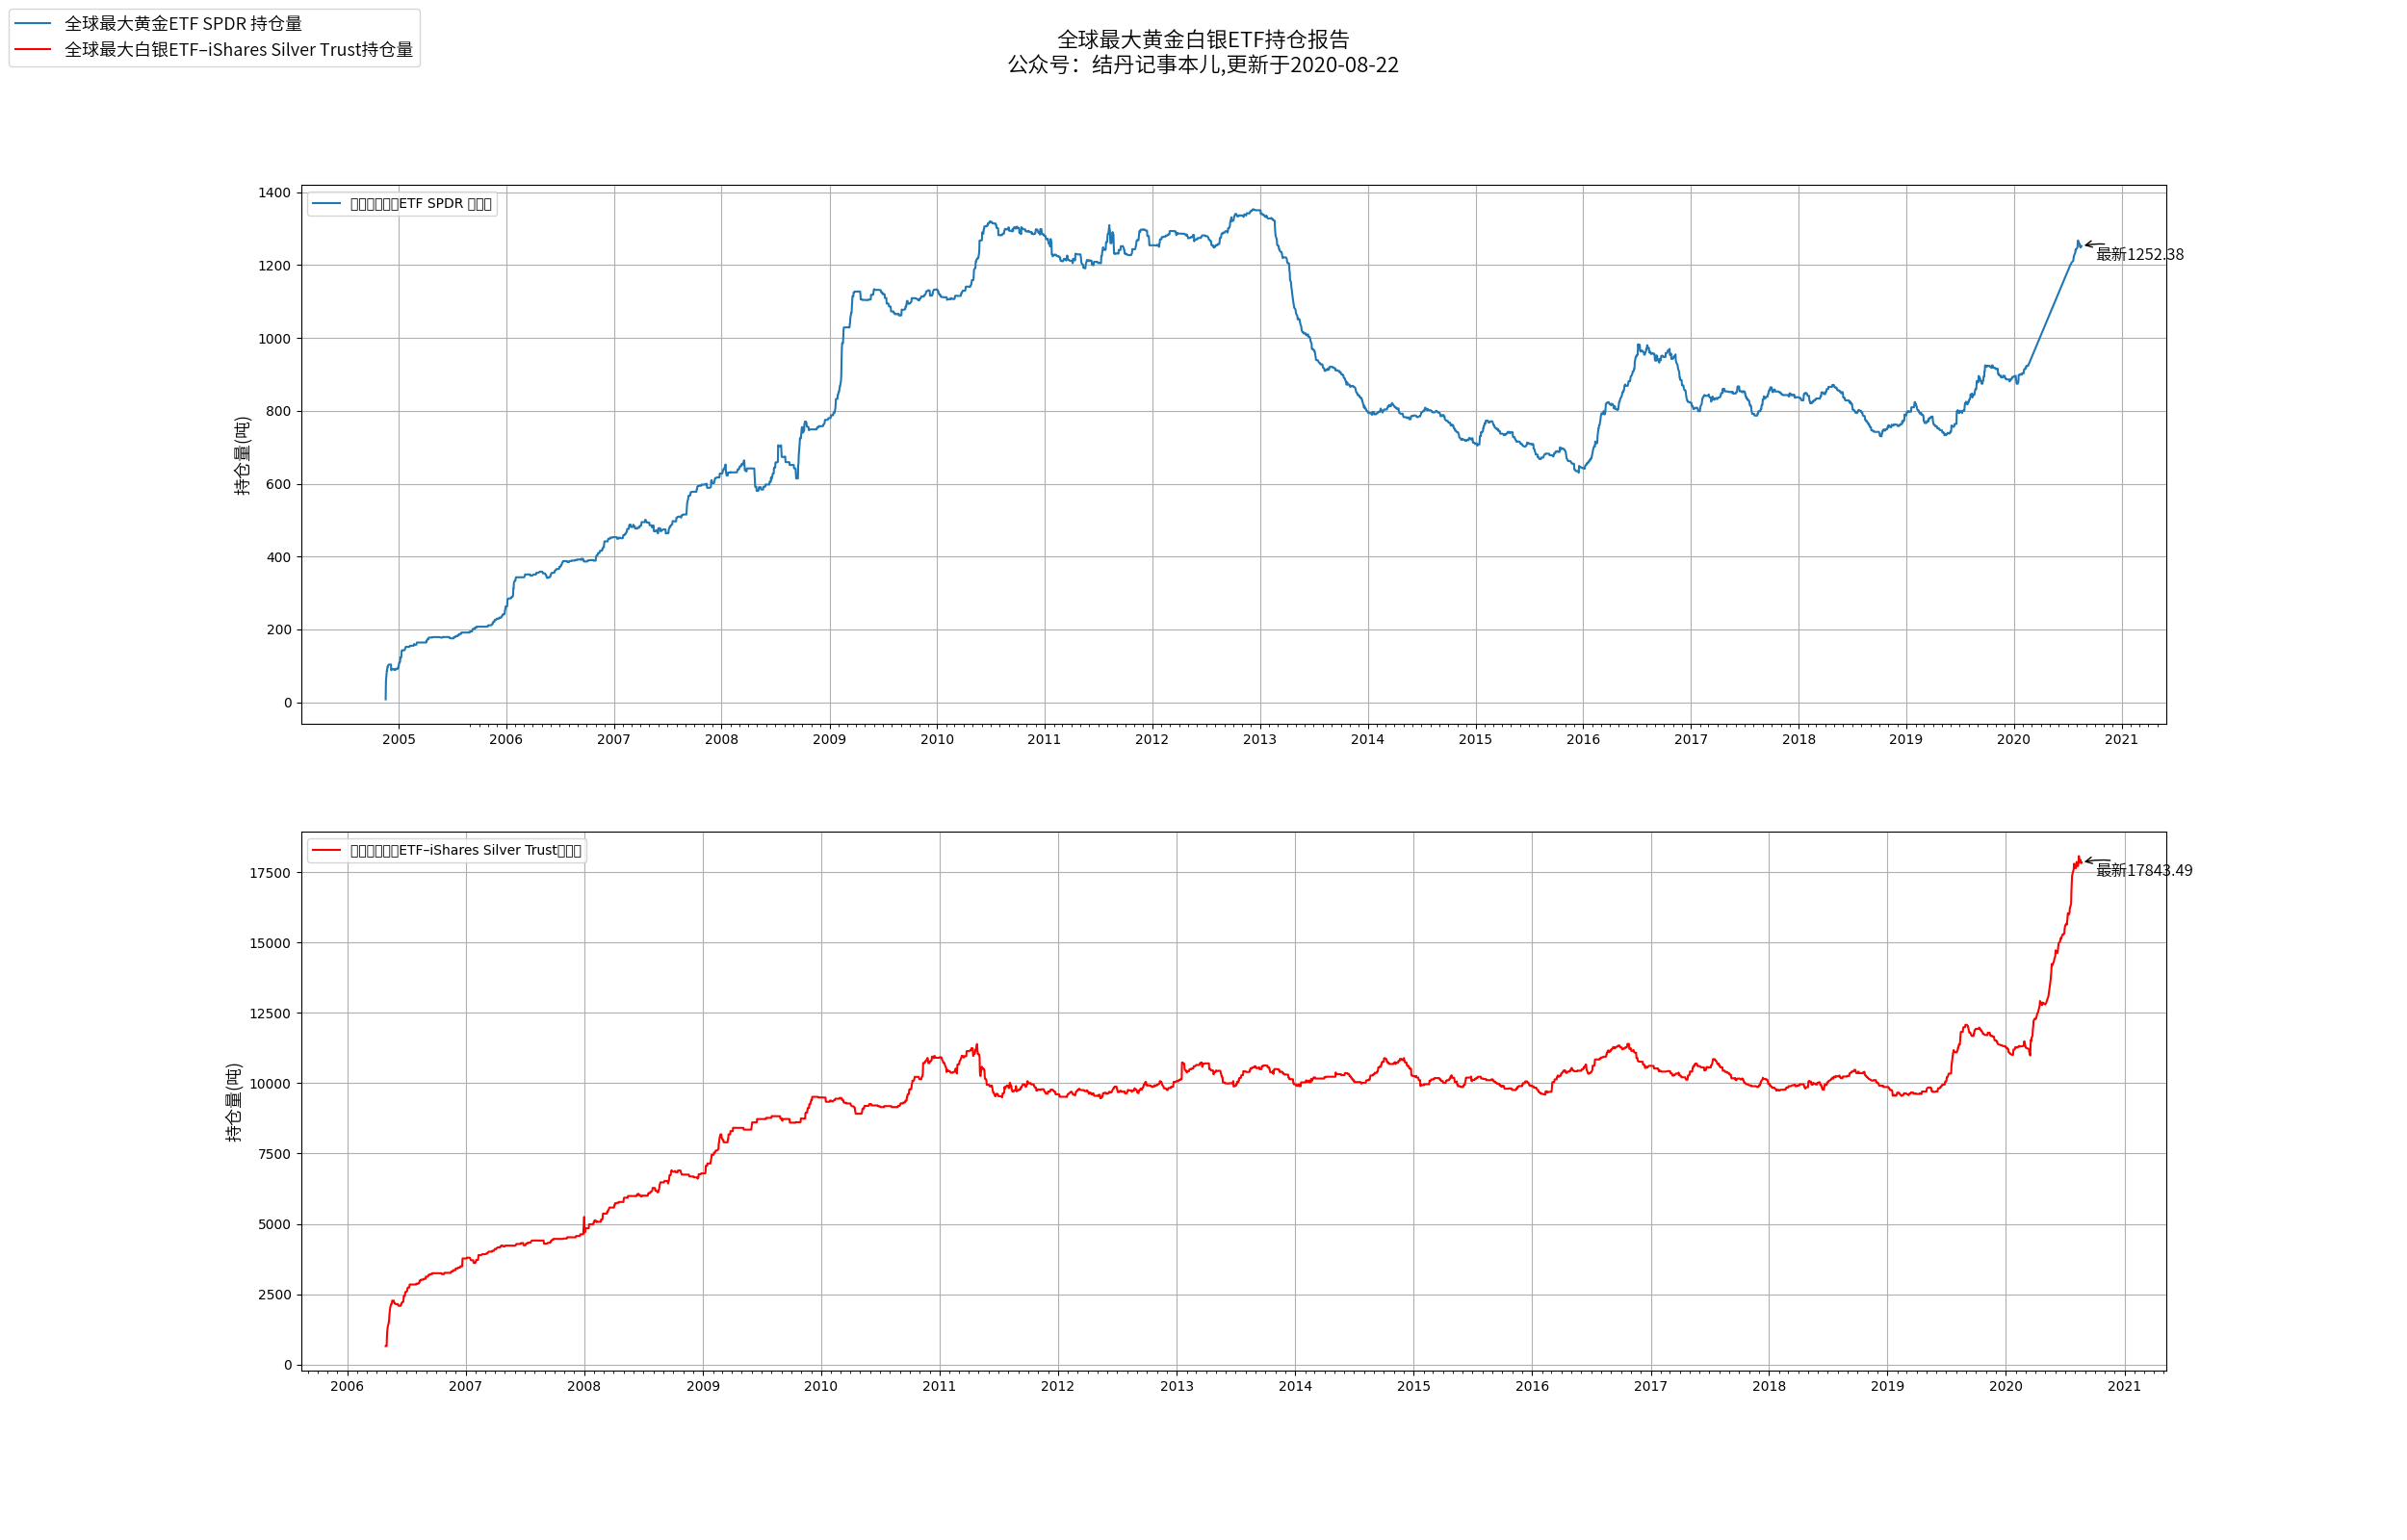 全球最大黄金ETF SPDR 持仓量
全球最大白银ETF–iShares Silver Trust持仓量
全球最大黄金白银ETF持仓报告
公众号：结丹记事本儿,更新于2020-08-22
ETF SPDR
持仓量(吨)
1400
1200
1000
800
600
400
200
0
最新1252.38
2005 2006 2007 2008 2009 2010 2011 2012 2013 2014 2015 2016 2017 2018 2019 2020 2021
ETF–iShares Silver Trust
持仓量(吨)
17500
15000
12500
10000
7500
5000
2500
0
最新17843.49
2006 2007 2008 2009 2010 2011 2012 2013 2014 2015 2016 2017 2018 2019 2020 2021